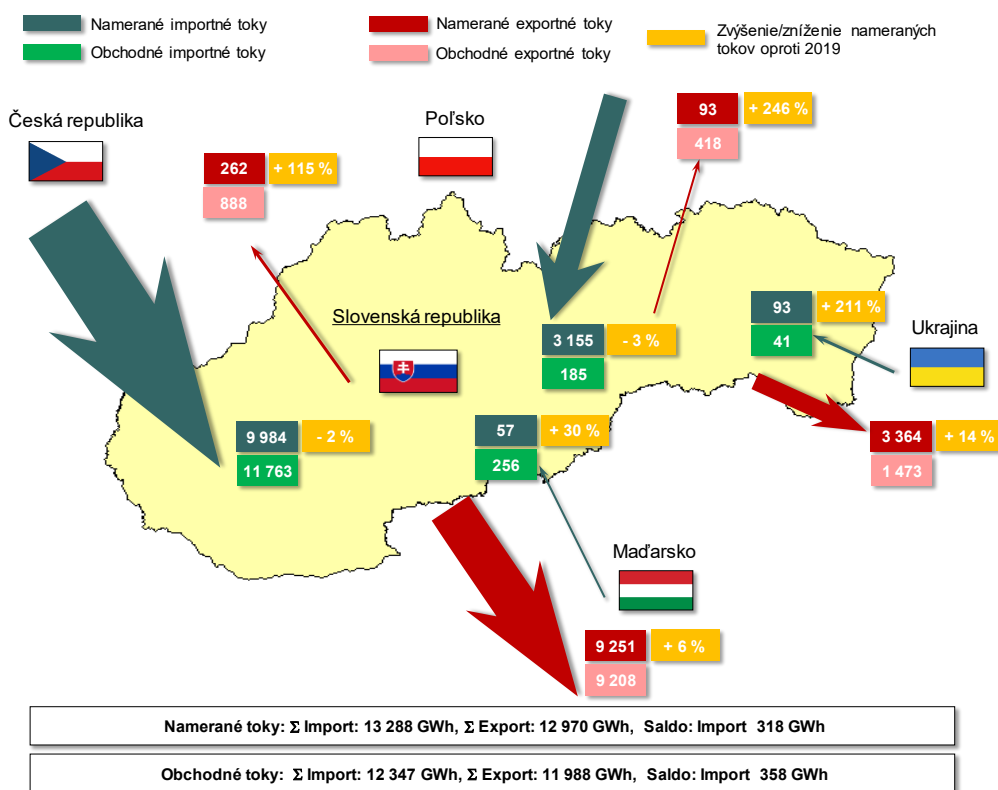 Namerané importné toky
Obchodné importné toky
Namerané exportné toky
Obchodné exportné toky
Zvýšenie/zníženie nameraných
tokov oproti 2019
Česká republika
Poľsko
93 + 246 %
418
262 + 115 %
888
Slovenská republika
3 155 - 3 %
185
93 + 211 %
41
Ukrajina
9 984 - 2 %
11 763
57 + 30 %
256
3 364 + 14 %
1 473
Maďarsko
9 251 + 6 %
9 208
Namerané toky: Σ Import: 13 288 GWh, Σ Export: 12 970 GWh, Saldo: Import 318 GWh
Obchodné toky: Σ Import: 12 347 GWh, Σ Export: 11 988 GWh, Saldo: Import 358 GWh